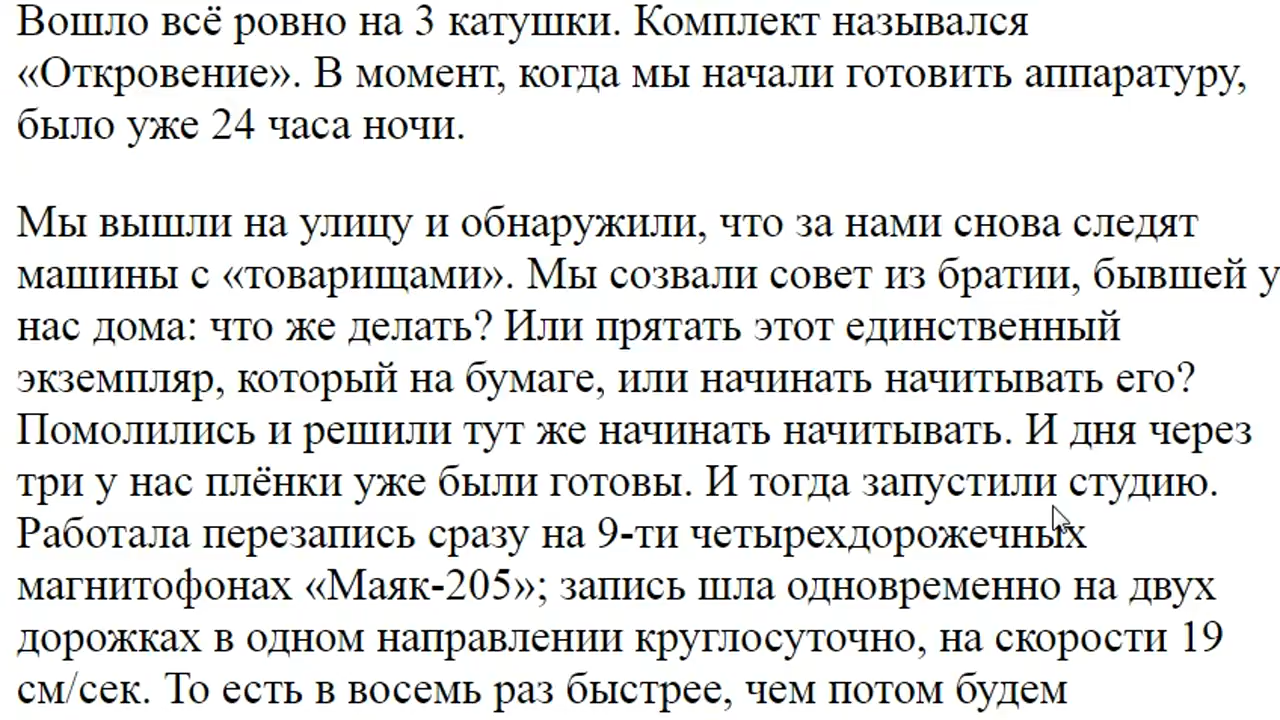 Вошло всё ровно на 3 катушки. Комплект назывался
«Откровение». В момент, когда мы начали готовить аппаратуру,
было уже 24 часа ночи.
Мы вышли на улицу и обнаружили, что за нами снова следят
машины с «товарищами». Мы созвали совет из братии, бывшей у
нас дома: что же делать? Или прятать этот единственный
экземпляр, который на бумаге, или начинать начитывать его?
Помолились и решили тут же начинать начитывать. И дня через
три у нас плёнки уже были готовы. И тогда запустили студию.
Работала перезапись сразу на 9-ти четырехдорожечных
магнитофонах «Маяк-205»; запись шла одновременно на двух
дорожках в одном направлении круглосуточно, на скорости 19
см/сек. То есть в восемь раз быстрее, чем потом будем